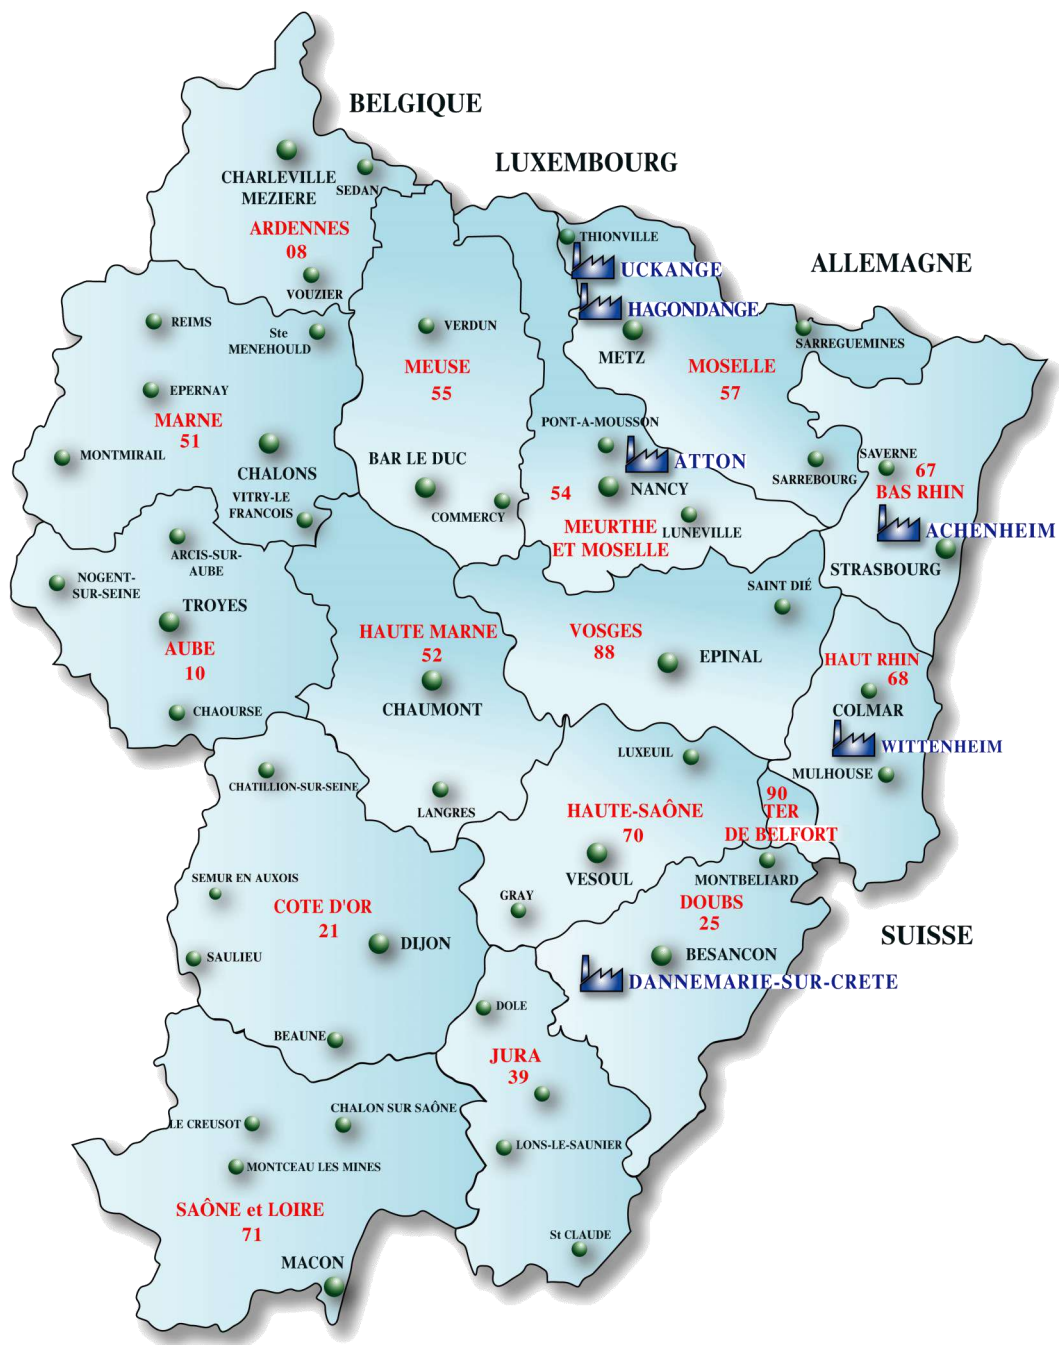 BELGIQUE
LUXEMBOURG
ALLEMAGNE
CHARLEVILLE
MEZIERE
SEDAN
ARDENNES
08
VOUZIER
THIONVILLE
UCKANGE
HAGONDANGE
METZ
SARREGUEMINES
MOSELLE
57
REIMS
Ste
MENEHOULD
VERDUN
MEUSE
55
EPERNAY
MARNE
51
MONTMIRAIL
CHALONS
VITRY-LE
FRANCOIS
BAR LE DUC
COMMERCY
PONT-A-MOUSSON
ATTON
54
NANCY
MEURTHE
ET MOSELLE
LUNEVILLE
SARREBOURG
SAVERNE
67
BAS RHIN
ACHENHEIM
STRASBOURG
ARCIS-SUR-
AUBE
NOGENT-
SUR-SEINE
TROYES
AUBE
10
CHAOURSE
HAUTE MARNE
52
CHAUMONT
LANGRES
VOSGES
88
EPINAL
SAINT DIÉ
HAUT RHIN
68
COLMAR
WITTENHEIM
MULHOUSE
CHATILLION-SUR-SEINE
LUXEUIL
HAUTE-SAÔNE
70
VESOUL
GRAY
90
TER
DE BELFORT
MONTBELIARD
DOUBS
25
BESANCON
DANNEMARIE-SUR-CRETE
SUISSE
SEMUR EN AUXOIS
COTE D'OR
21
DIJON
SAULIEU
BEAUNE
DOLE
JURA
39
LONS-LE-SAUNIER
St CLAUDE
LE CREUSOT
CHALON SUR SAÔNE
MONTCEAU LES MINES
SAÔNE et LOIRE
71
MACON